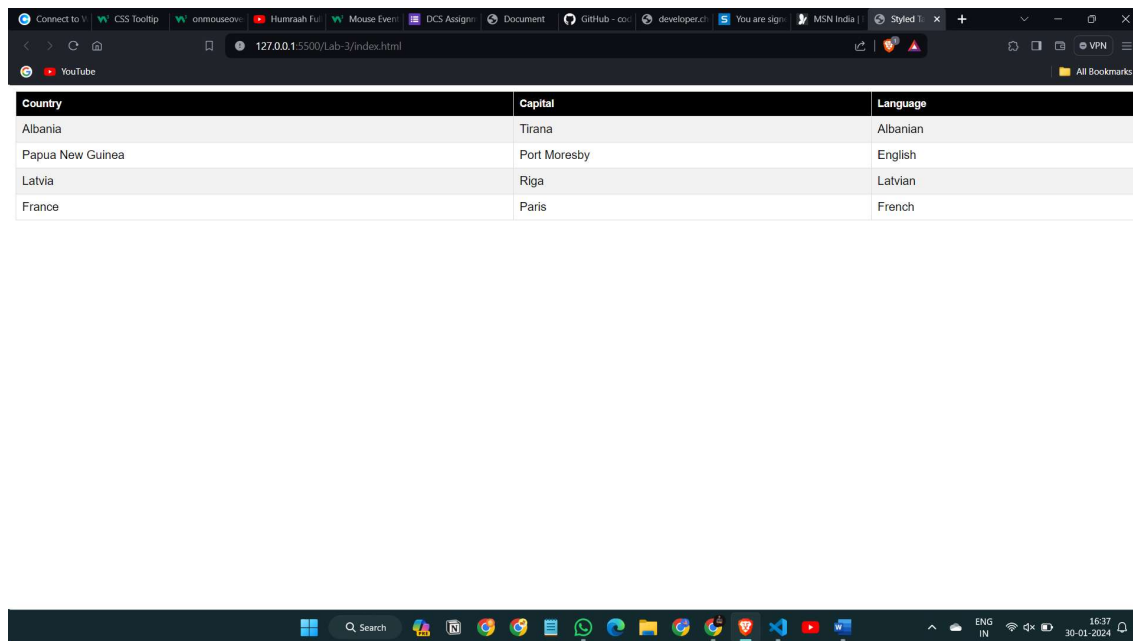 Connect to W CSS Tooltip onmouseove Humraah Ful Mouse Event DCS Assignm Document GitHub - cod developer.ch You are sign MSN India | Styled Ta
127.0.0.1:5500/Lab-3/index.html VPN
YouTube All Bookmarks
Country Capital Language
Albania Tirana Albanian
Papua New Guinea Port Moresby English
Latvia Riga Latvian
France Paris French
Search ENG 16:37
IN 30-01-2024